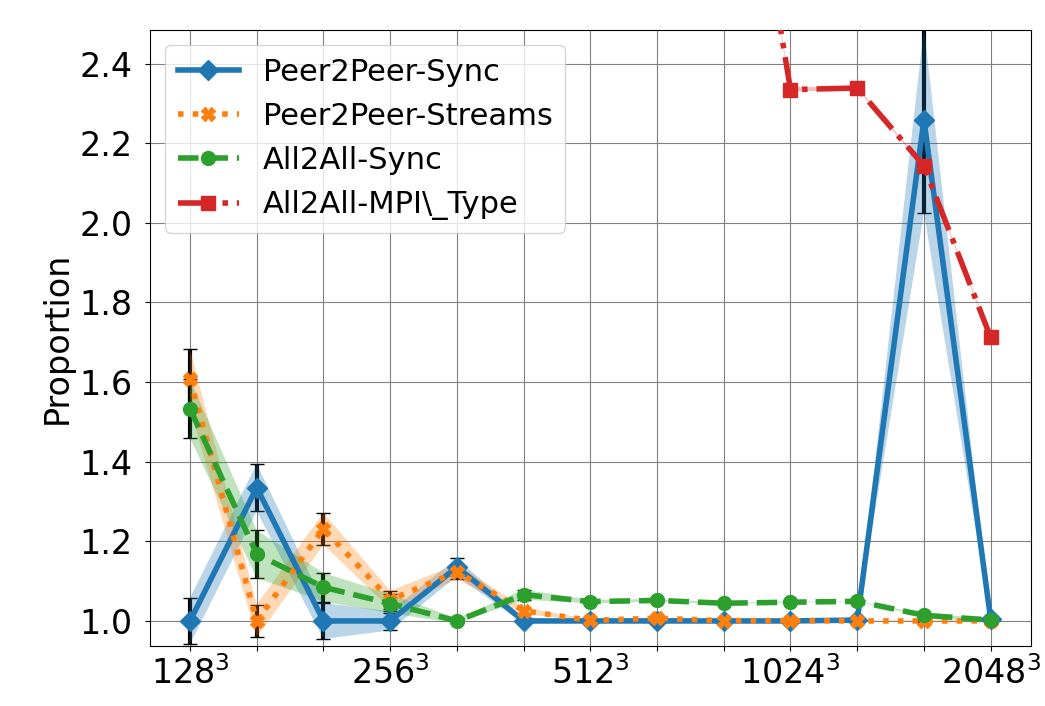 2.4
2.2
2.0
1.8
1.6
1.4
1.2
1.0
Proportion
Peer2Peer-Sync
Peer2Peer-Streams
All2All-Sync
All2All-MPI\_Type
128³ 256³ 512³ 1024³ 2048³